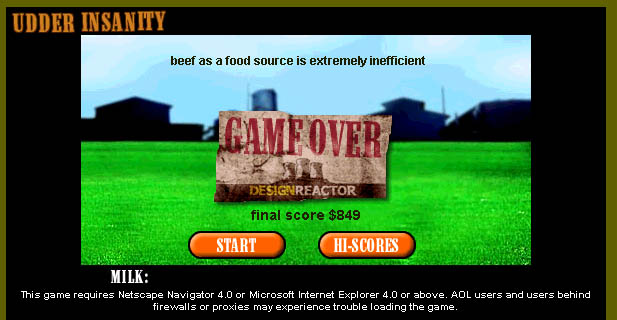 UDDER INSANITY
beef as a food source is extremely inefficient
GAME OVER
DESIGNREACTOR
final score $849
START HI-SCORES
MILK:
This game requires Netscape Navigator 4.0 or Microsoft Internet Explorer 4.0 or above. AOL users and users behind
firewalls or proxies may experience trouble loading the game.